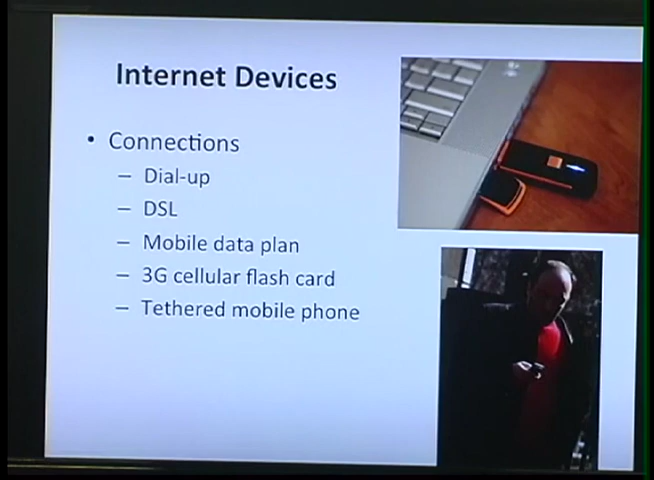 Internet Devices
• Connections
– Dial-up
– DSL
– Mobile data plan
– 3G cellular flash card
– Tethered mobile phone